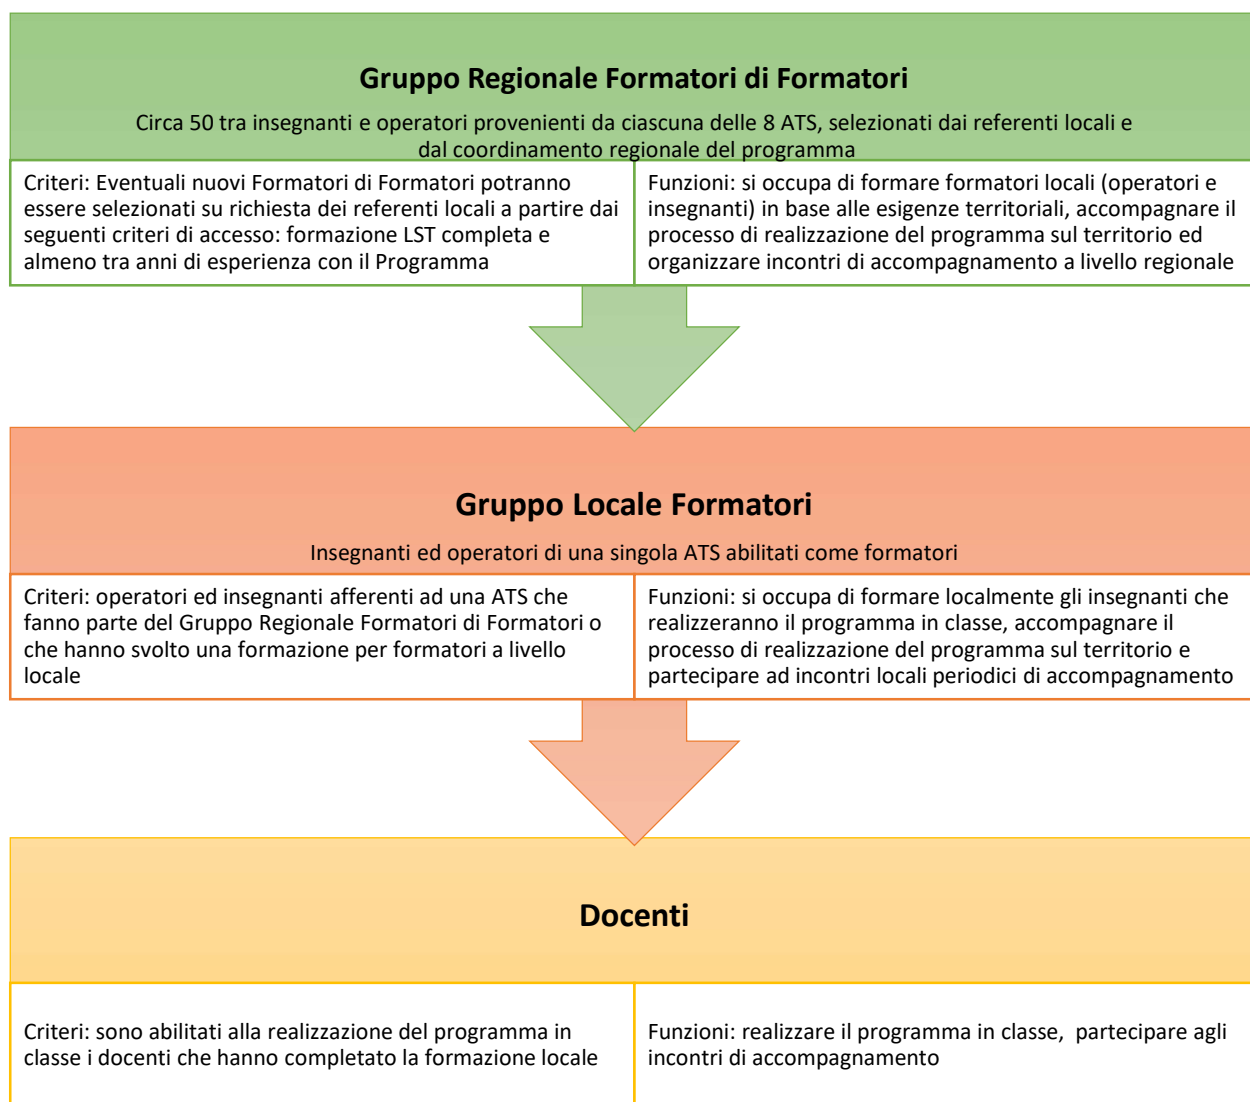 Gruppo Regionale Formatori di Formatori
Circa 50 tra insegnanti e operatori provenienti da ciascuna delle 8 ATS, selezionati dai referenti locali e
dal coordinamento regionale del programma
Criteri: Eventuali nuovi Formatori di Formatori potranno
essere selezionati su richiesta dei referenti locali a partire dai
seguenti criteri di accesso: formazione LST completa e
almeno tra anni di esperienza con il Programma
Funzioni: si occupa di formare formatori locali (operatori e
insegnanti) in base alle esigenze territoriali, accompagnare il
processo di realizzazione del programma sul territorio ed
organizzare incontri di accompagnamento a livello regionale
Gruppo Locale Formatori
Insegnanti ed operatori di una singola ATS abilitati come formatori
Criteri: operatori ed insegnanti afferenti ad una ATS che
fanno parte del Gruppo Regionale Formatori di Formatori o
che hanno svolto una formazione per formatori a livello
locale
Funzioni: si occupa di formare localmente gli insegnanti che
realizzeranno il programma in classe, accompagnare il
processo di realizzazione del programma sul territorio e
partecipare ad incontri locali periodici di accompagnamento
Docenti
Criteri: sono abilitati alla realizzazione del programma in
classe i docenti che hanno completato la formazione locale
Funzioni: realizzare il programma in classe,  partecipare agli
incontri di accompagnamento